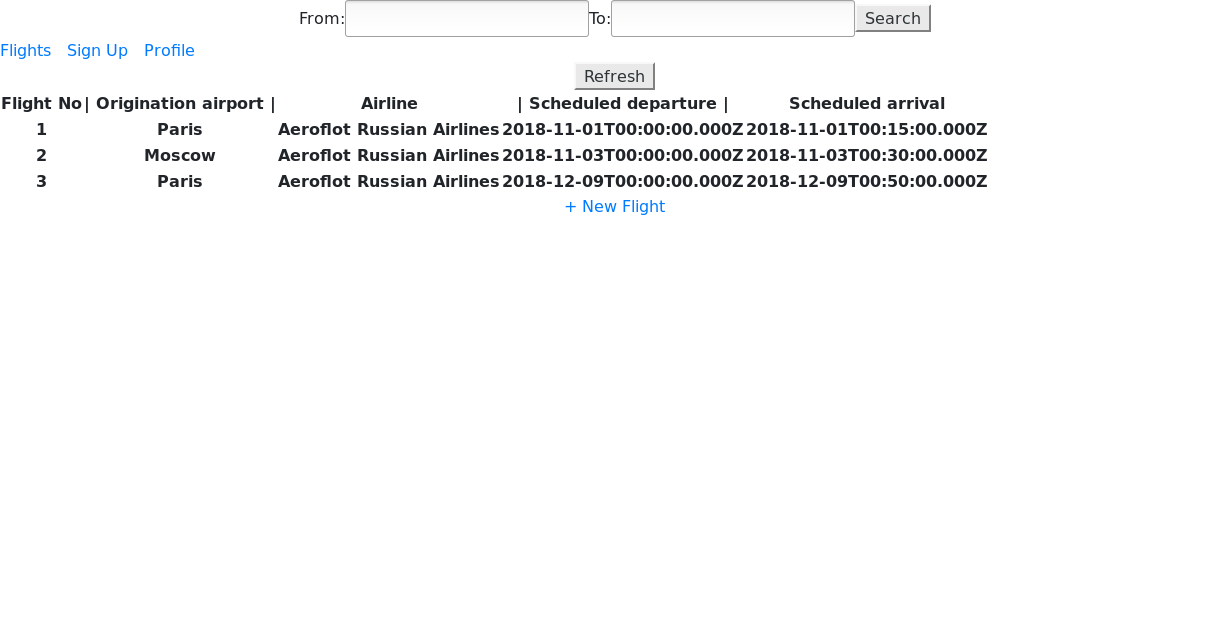 From: To: Search
Flights Sign Up Profile
Refresh
Flight No | Origination airport | Airline | Scheduled departure | Scheduled arrival
1 Paris Aeroflot Russian Airlines 2018-11-01T00:00:00.000Z 2018-11-01T00:15:00.000Z
2 Moscow Aeroflot Russian Airlines 2018-11-03T00:00:00.000Z 2018-11-03T00:30:00.000Z
3 Paris Aeroflot Russian Airlines 2018-12-09T00:00:00.000Z 2018-12-09T00:50:00.000Z
+ New Flight